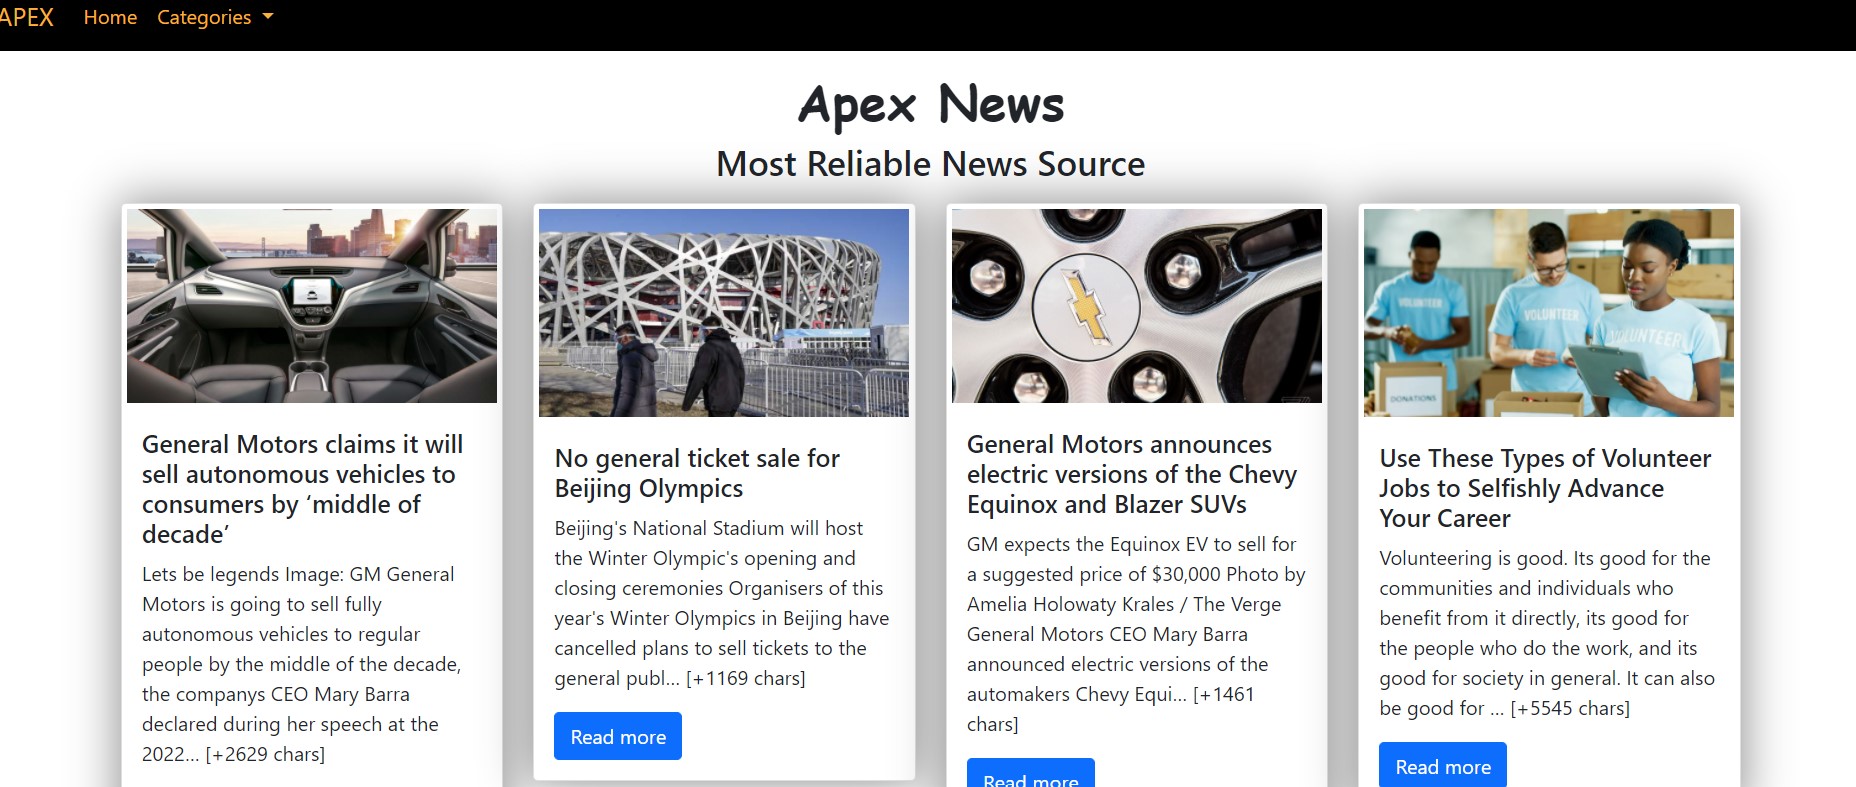 APEX Home Categories
Apex News
Most Reliable News Source
VOLUNTEER
VOLUNTEER
VOLUNTEER
DONATIONS
General Motors claims it will
sell autonomous vehicles to
consumers by ‘middle of
decade’
Lets be legends Image: GM General
Motors is going to sell fully
autonomous vehicles to regular
people by the middle of the decade,
the companys CEO Mary Barra
declared during her speech at the
2022… [+2629 chars]
No general ticket sale for
Beijing Olympics
Beijing's National Stadium will host
the Winter Olympic's opening and
closing ceremonies Organisers of this
year's Winter Olympics in Beijing have
cancelled plans to sell tickets to the
general publ… [+1169 chars]
Read more
General Motors announces
electric versions of the Chevy
Equinox and Blazer SUVs
GM expects the Equinox EV to sell for
a suggested price of $30,000 Photo by
Amelia Holowaty Krales / The Verge
General Motors CEO Mary Barra
announced electric versions of the
automakers Chevy Equi… [+1461
chars]
Read more
Use These Types of Volunteer
Jobs to Selfishly Advance
Your Career
Volunteering is good. Its good for the
communities and individuals who
benefit from it directly, its good for
the people who do the work, and its
good for society in general. It can also
be good for … [+5545 chars]
Read more